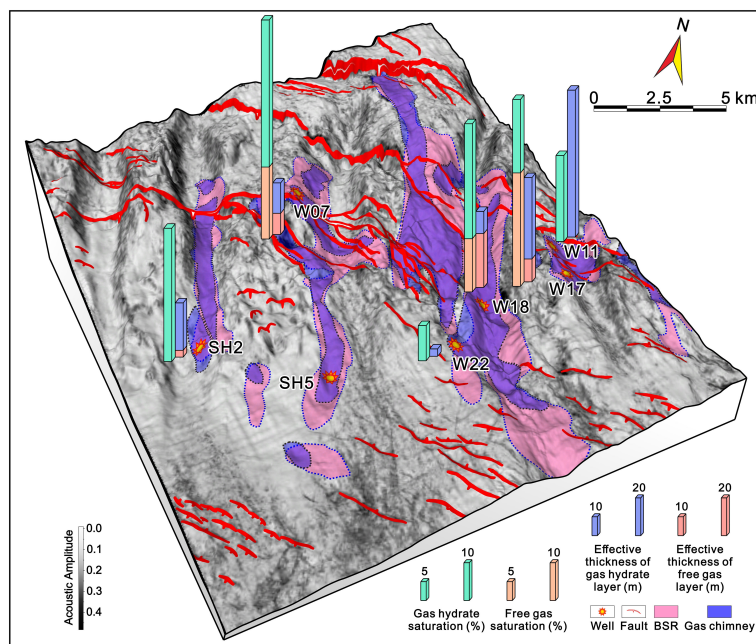 N
0 2.5 5 km
W07
W11
W17
W18
SH2
W22
SH5
Acoustic Amplitude
0.0
0.1
0.2
0.3
0.4
10 20
Effective
thickness of
gas hydrate
layer (m)
10 20
Effective
thickness of
free gas
layer (m)
5 10
Gas hydrate
saturation (%)
5 10
Free gas
saturation (%)
Well Fault BSR Gas chimney